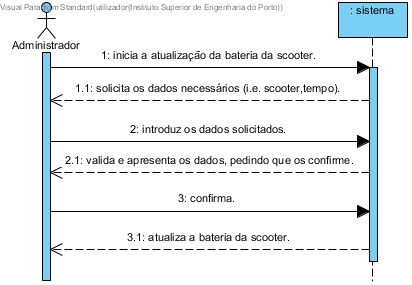 Visual Paradigm Standard(utilizador(Instituto Superior de Engenharia do Porto))
: sistema
Administrador
1: inicia a atualização da bateria da scooter.
1.1: solicita os dados necessários (i.e. scooter,tempo).
2: introduz os dados solicitados.
2.1: valida e apresenta os dados, pedindo que os confirme.
3: confirma.
3.1: atualiza a bateria da scooter.